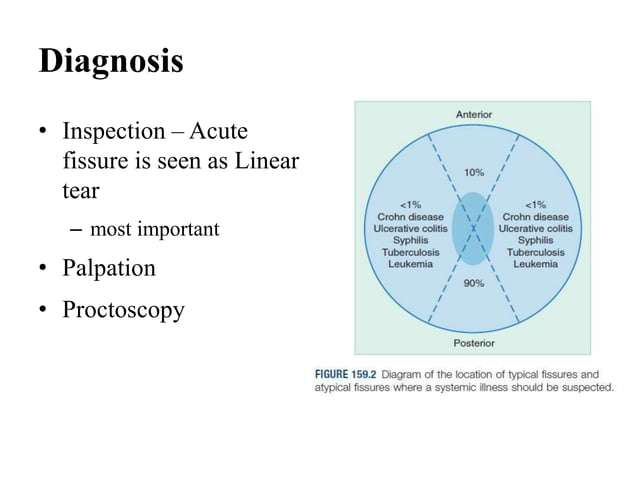 Diagnosis
• Inspection – Acute
fissure is seen as Linear
tear
– most important
• Palpation
• Proctoscopy
Anterior
10%
<1%
Crohn disease
Ulcerative colitis
Syphilis
Tuberculosis
Leukemia
<1%
Crohn disease
Ulcerative colitis
Syphilis
Tuberculosis
Leukemia
90%
Posterior
FIGURE 159.2 Diagram of the location of typical fissures and
atypical fissures where a systemic illness should be suspected.